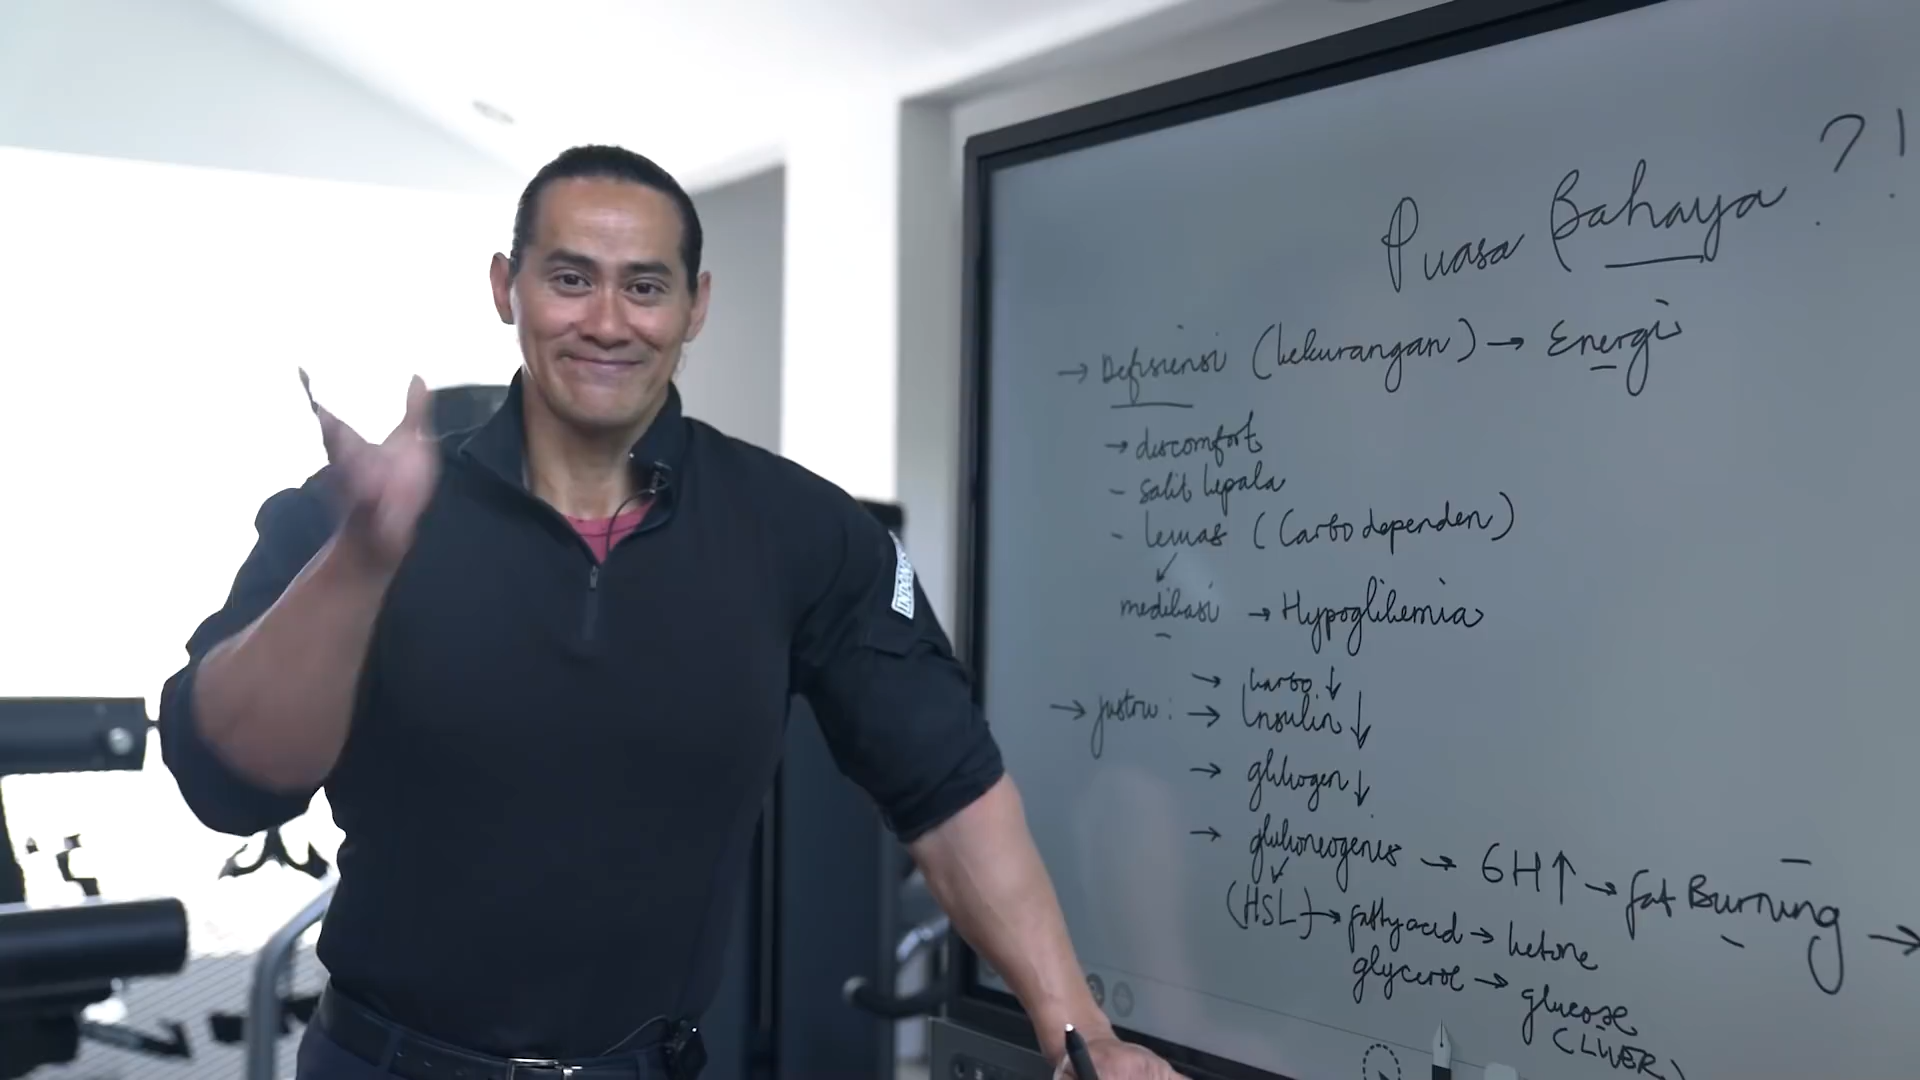 Puasa Bahaya ?!
→ Defisiensi (kekurangan) → Energi
→ discomfort
- sakit kepala
- lemas (Carbo dependen)
medikasi → Hypoglikemia
→ karbo ↓
→ justru : → Insulin ↓
→ glikogen ↓
→ glukoneogenis → GH ↑ → fat Burning →
(HSL) → fatty acid → ketone
glycerol → glucose
(LIVER)